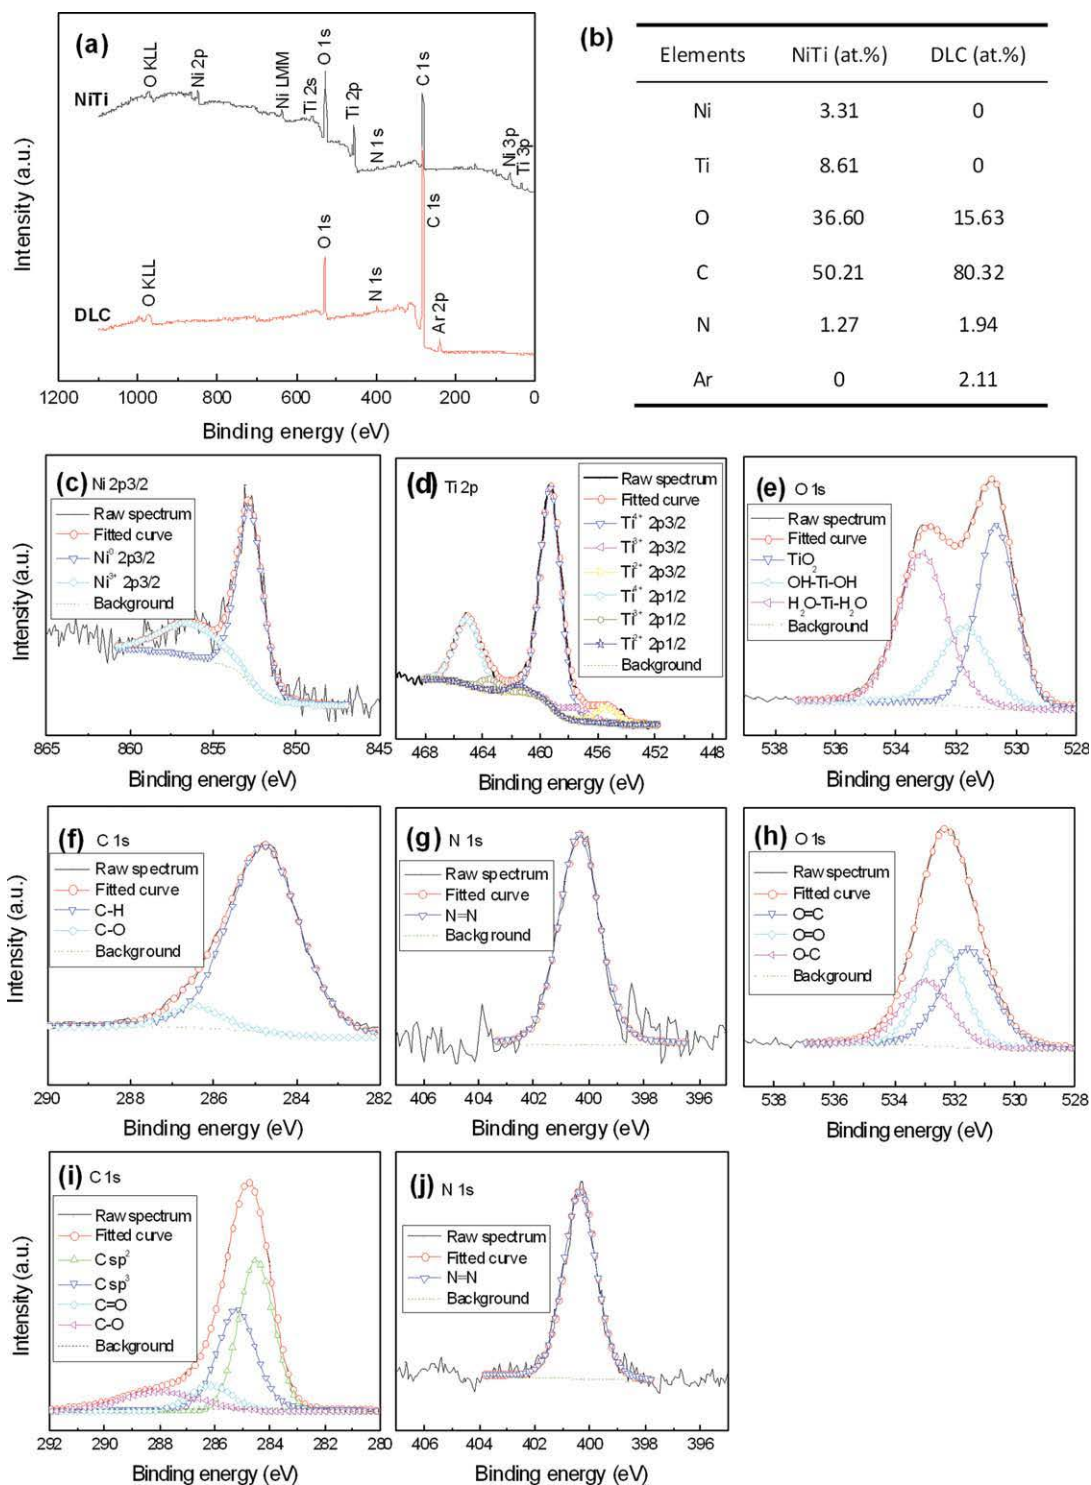 (a)
O KLL
Ni 2p
Ni LMM
Ti 2s
O 1s
Ti 2p
N 1s
C 1s
Ni 3p
Ti 3p
NiTi
O KLL
O 1s
N 1s
C 1s
Ar 2p
DLC
Intensity (a.u.)
1200 1000 800 600 400 200 0
Binding energy (eV)
(b)
Elements NiTi (at.%) DLC (at.%)
Ni 3.31 0
Ti 8.61 0
O 36.60 15.63
C 50.21 80.32
N 1.27 1.94
Ar 0 2.11
(c) Ni 2p3/2
Raw spectrum
Fitted curve
Ni⁰ 2p3/2
Ni³⁺ 2p3/2
Background
Intensity (a.u.)
865 860 855 850 845
Binding energy (eV)
(d) Ti 2p
Raw spectrum
Fitted curve
Ti⁴⁺ 2p3/2
Ti³⁺ 2p3/2
Ti²⁺ 2p3/2
Ti⁴⁺ 2p1/2
Ti³⁺ 2p1/2
Ti²⁺ 2p1/2
Background
468 464 460 456 452 448
Binding energy (eV)
(e) O 1s
Raw spectrum
Fitted curve
TiO₂
OH-Ti-OH
H₂O-Ti-H₂O
Background
538 536 534 532 530 528
Binding energy (eV)
(f) C 1s
Raw spectrum
Fitted curve
C-H
C-O
Background
Intensity (a.u.)
290 288 286 284 282
Binding energy (eV)
(g) N 1s
Raw spectrum
Fitted curve
N=N
Background
406 404 402 400 398 396
Binding energy (eV)
(h) O 1s
Raw spectrum
Fitted curve
O=C
O=O
O-C
Background
538 536 534 532 530 528
Binding energy (eV)
(i) C 1s
Raw spectrum
Fitted curve
C sp²
C sp³
C=O
C-O
Background
Intensity (a.u.)
292 290 288 286 284 282 280
Binding energy (eV)
(j) N 1s
Raw spectrum
Fitted curve
N=N
Background
406 404 402 400 398 396
Binding energy (eV)